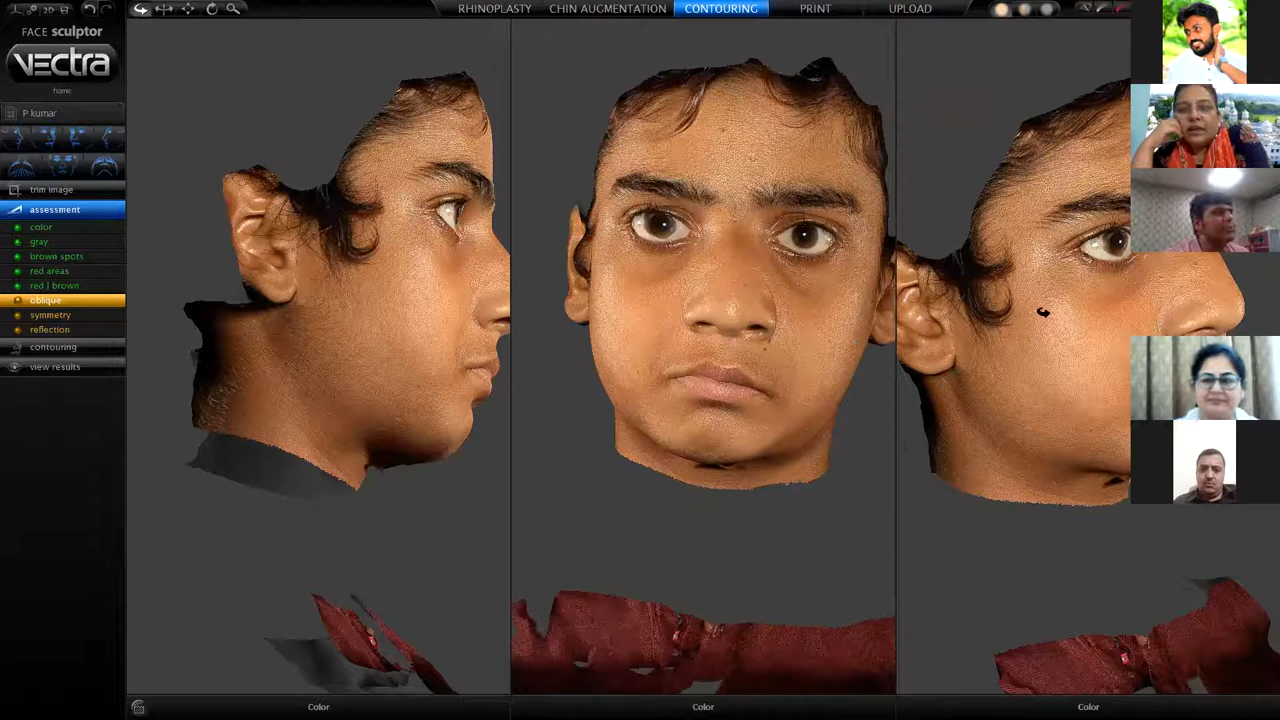 2D
RHINOPLASTY
CHIN AUGMENTATION
CONTOURING
PRINT
UPLOAD
FACE sculptor
vectra
home
P kumar
trim image
assessment
color
gray
brown spots
red areas
red | brown
oblique
symmetry
reflection
contouring
view results
Color
Color
Color